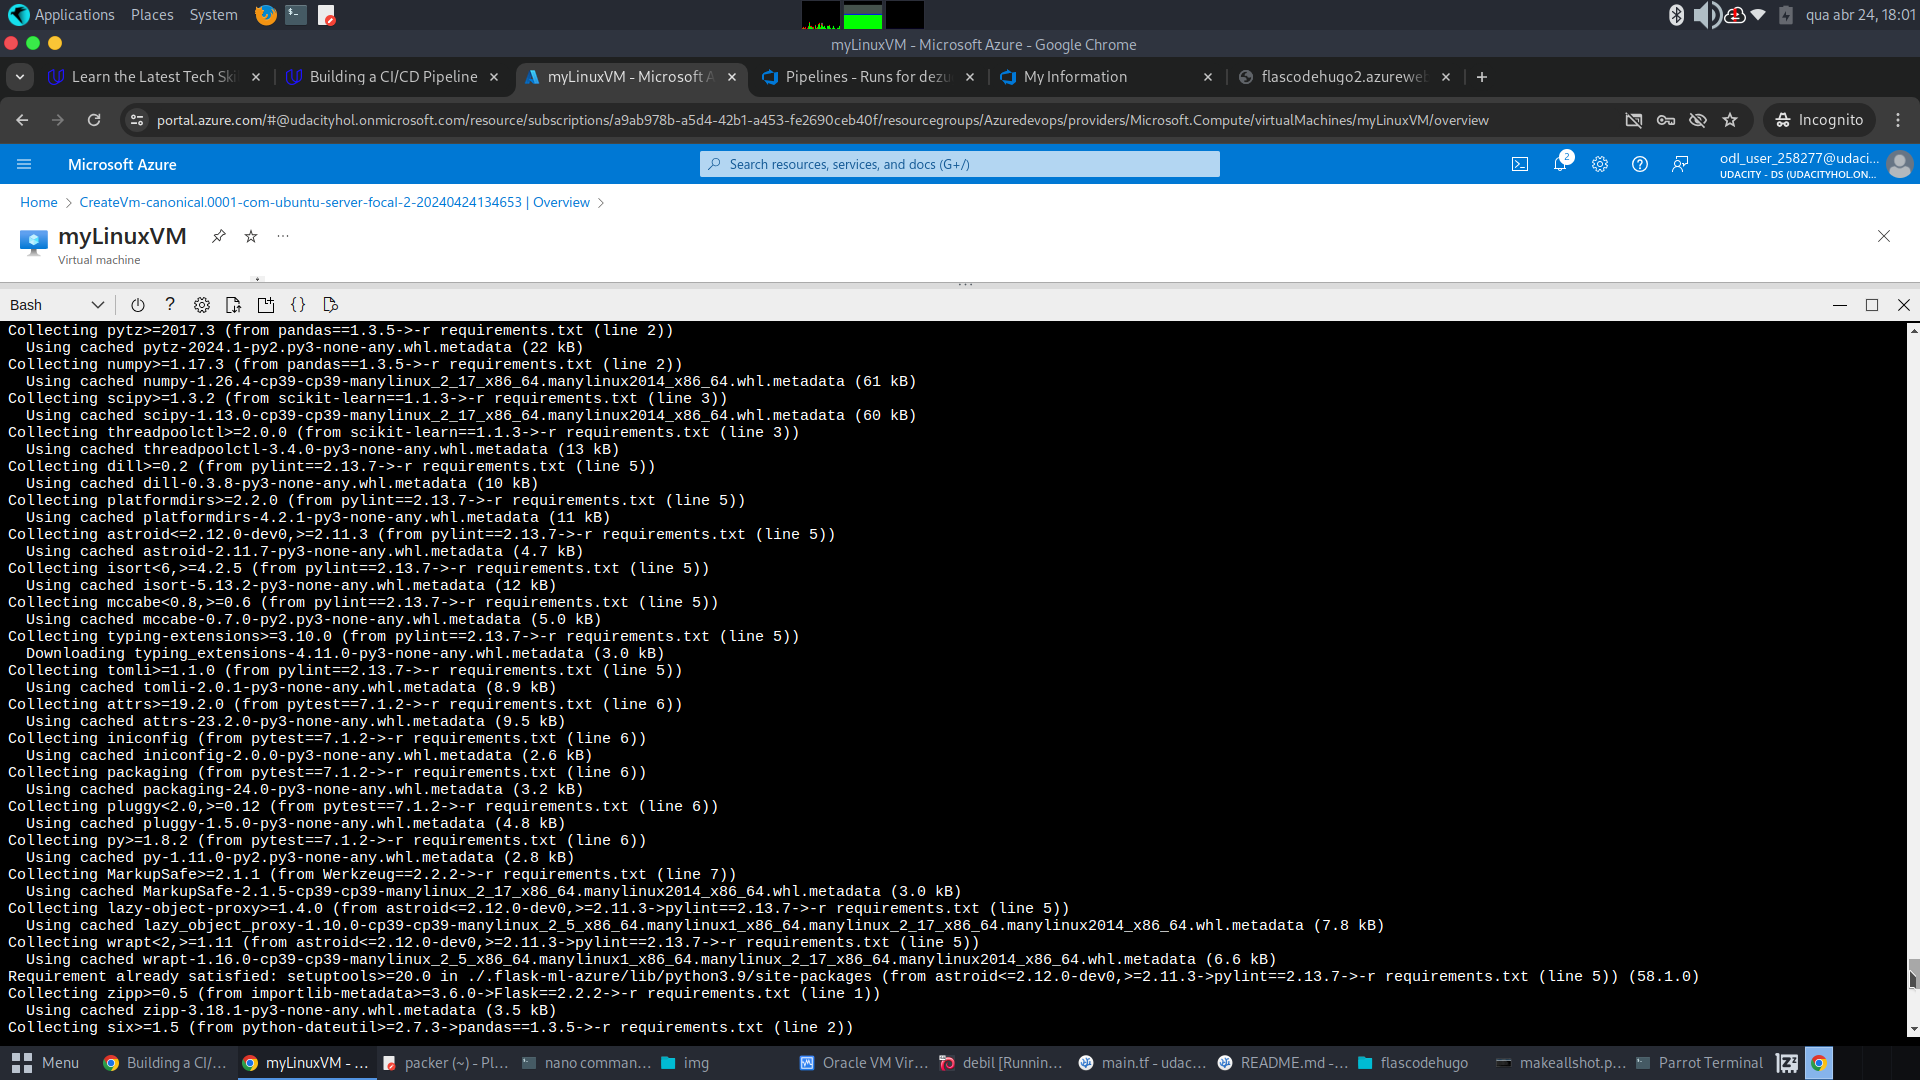 Applications Places System
qua abr 24, 18:01
myLinuxVM - Microsoft Azure - Google Chrome
Learn the Latest Tech Ski
Building a CI/CD Pipeline
myLinuxVM - Microsoft A
Pipelines - Runs for dezu
My Information
flascodehugo2.azureweb
portal.azure.com/#@udacityhol.onmicrosoft.com/resource/subscriptions/a9ab978b-a5d4-42b1-a453-fe2690ceb40f/resourcegroups/Azuredevops/providers/Microsoft.Compute/virtualMachines/myLinuxVM/overview
Incognito
Microsoft Azure
Search resources, services, and docs (G+/)
2
odl_user_258277@udaci...
UDACITY - DS (UDACITYHOL.ON...
Home > CreateVm-canonical.0001-com-ubuntu-server-focal-2-20240424134653 | Overview >
myLinuxVM
Virtual machine
Bash
Collecting pytz>=2017.3 (from pandas==1.3.5->-r requirements.txt (line 2))
Using cached pytz-2024.1-py2.py3-none-any.whl.metadata (22 kB)
Collecting numpy>=1.17.3 (from pandas==1.3.5->-r requirements.txt (line 2))
Using cached numpy-1.26.4-cp39-cp39-manylinux_2_17_x86_64.manylinux2014_x86_64.whl.metadata (61 kB)
Collecting scipy>=1.3.2 (from scikit-learn==1.1.3->-r requirements.txt (line 3))
Using cached scipy-1.13.0-cp39-cp39-manylinux_2_17_x86_64.manylinux2014_x86_64.whl.metadata (60 kB)
Collecting threadpoolctl>=2.0.0 (from scikit-learn==1.1.3->-r requirements.txt (line 3))
Using cached threadpoolctl-3.4.0-py3-none-any.whl.metadata (13 kB)
Collecting dill>=0.2 (from pylint==2.13.7->-r requirements.txt (line 5))
Using cached dill-0.3.8-py3-none-any.whl.metadata (10 kB)
Collecting platformdirs>=2.2.0 (from pylint==2.13.7->-r requirements.txt (line 5))
Using cached platformdirs-4.2.1-py3-none-any.whl.metadata (11 kB)
Collecting astroid<=2.12.0-dev0,>=2.11.3 (from pylint==2.13.7->-r requirements.txt (line 5))
Using cached astroid-2.11.7-py3-none-any.whl.metadata (4.7 kB)
Collecting isort<6,>=4.2.5 (from pylint==2.13.7->-r requirements.txt (line 5))
Using cached isort-5.13.2-py3-none-any.whl.metadata (12 kB)
Collecting mccabe<0.8,>=0.6 (from pylint==2.13.7->-r requirements.txt (line 5))
Using cached mccabe-0.7.0-py2.py3-none-any.whl.metadata (5.0 kB)
Collecting typing-extensions>=3.10.0 (from pylint==2.13.7->-r requirements.txt (line 5))
Downloading typing_extensions-4.11.0-py3-none-any.whl.metadata (3.0 kB)
Collecting tomli>=1.1.0 (from pylint==2.13.7->-r requirements.txt (line 5))
Using cached tomli-2.0.1-py3-none-any.whl.metadata (8.9 kB)
Collecting attrs>=19.2.0 (from pytest==7.1.2->-r requirements.txt (line 6))
Using cached attrs-23.2.0-py3-none-any.whl.metadata (9.5 kB)
Collecting iniconfig (from pytest==7.1.2->-r requirements.txt (line 6))
Using cached iniconfig-2.0.0-py3-none-any.whl.metadata (2.6 kB)
Collecting packaging (from pytest==7.1.2->-r requirements.txt (line 6))
Using cached packaging-24.0-py3-none-any.whl.metadata (3.2 kB)
Collecting pluggy<2.0,>=0.12 (from pytest==7.1.2->-r requirements.txt (line 6))
Using cached pluggy-1.5.0-py3-none-any.whl.metadata (4.8 kB)
Collecting py>=1.8.2 (from pytest==7.1.2->-r requirements.txt (line 6))
Using cached py-1.11.0-py2.py3-none-any.whl.metadata (2.8 kB)
Collecting MarkupSafe>=2.1.1 (from Werkzeug==2.2.2->-r requirements.txt (line 7))
Using cached MarkupSafe-2.1.5-cp39-cp39-manylinux_2_17_x86_64.manylinux2014_x86_64.whl.metadata (3.0 kB)
Collecting lazy-object-proxy>=1.4.0 (from astroid<=2.12.0-dev0,>=2.11.3->pylint==2.13.7->-r requirements.txt (line 5))
Using cached lazy_object_proxy-1.10.0-cp39-cp39-manylinux_2_5_x86_64.manylinux1_x86_64.manylinux_2_17_x86_64.manylinux2014_x86_64.whl.metadata (7.8 kB)
Collecting wrapt<2,>=1.11 (from astroid<=2.12.0-dev0,>=2.11.3->pylint==2.13.7->-r requirements.txt (line 5))
Using cached wrapt-1.16.0-cp39-cp39-manylinux_2_5_x86_64.manylinux1_x86_64.manylinux_2_17_x86_64.manylinux2014_x86_64.whl.metadata (6.6 kB)
Requirement already satisfied: setuptools>=20.0 in ./.flask-ml-azure/lib/python3.9/site-packages (from astroid<=2.12.0-dev0,>=2.11.3->pylint==2.13.7->-r requirements.txt (line 5)) (58.1.0)
Collecting zipp>=0.5 (from importlib-metadata>=3.6.0->Flask==2.2.2->-r requirements.txt (line 1))
Using cached zipp-3.18.1-py3-none-any.whl.metadata (3.5 kB)
Collecting six>=1.5 (from python-dateutil>=2.7.3->pandas==1.3.5->-r requirements.txt (line 2))
Menu
Building a CI/...
myLinuxVM - ...
packer (~) - Pl...
nano comman...
img
Oracle VM Vir...
debil [Runnin...
main.tf - udac...
README.md -...
flascodehugo
makeallshot.p...
Parrot Terminal